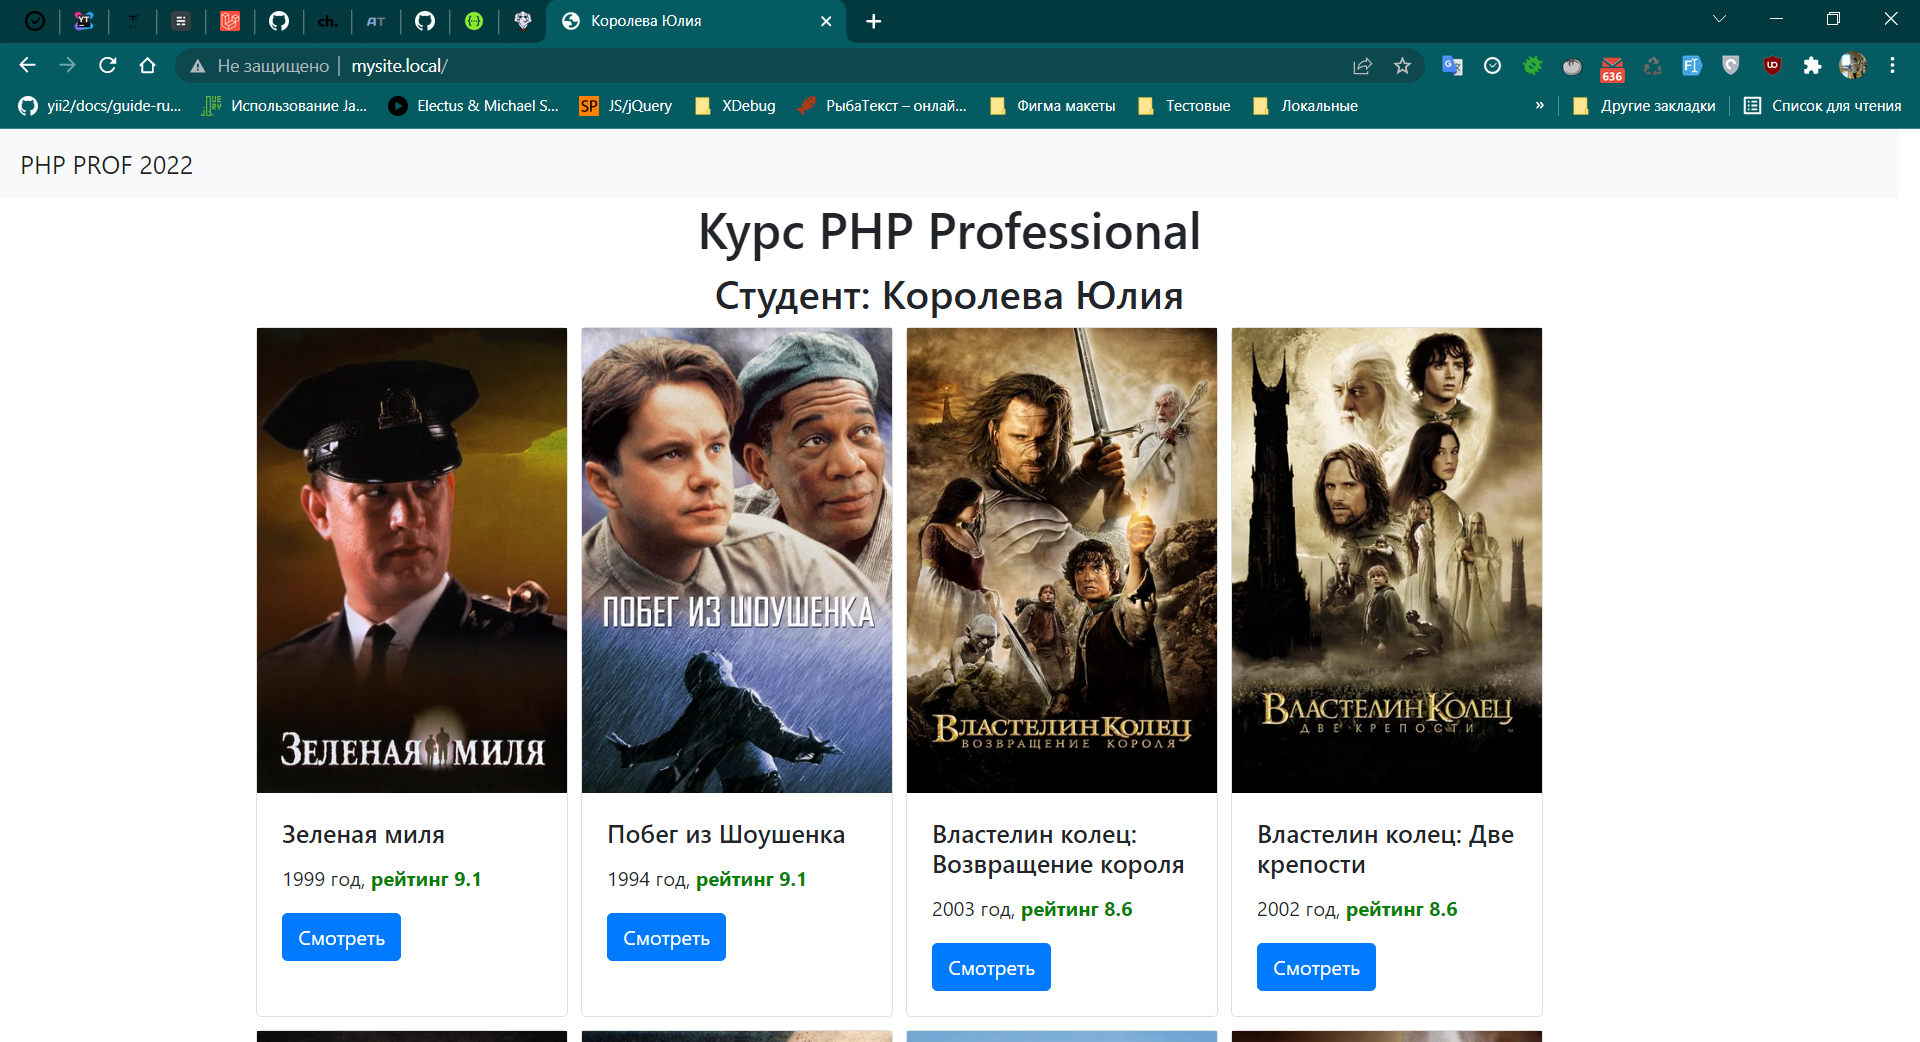 YT
ch.
AT
Королева Юлия
Не защищено
mysite.local/
636
UD
yii2/docs/guide-ru...
Использование Ja...
Electus & Michael S...
SP
JS/jQuery
XDebug
РыбаТекст – онлай...
Фигма макеты
Тестовые
Локальные
»
Другие закладки
Список для чтения
PHP PROF 2022
Курс PHP Professional
Студент: Королева Юлия
ЗЕЛЕНАЯ МИЛЯ
ПОБЕГ ИЗ ШОУШЕНКА
ВЛАСТЕЛИН КОЛЕЦ
ВОЗВРАЩЕНИЕ КОРОЛЯ
ВЛАСТЕЛИН КОЛЕЦ
ДВЕ КРЕПОСТИ
Зеленая миля
1999 год, рейтинг 9.1
Смотреть
Побег из Шоушенка
1994 год, рейтинг 9.1
Смотреть
Властелин колец:
Возвращение короля
2003 год, рейтинг 8.6
Смотреть
Властелин колец: Две
крепости
2002 год, рейтинг 8.6
Смотреть